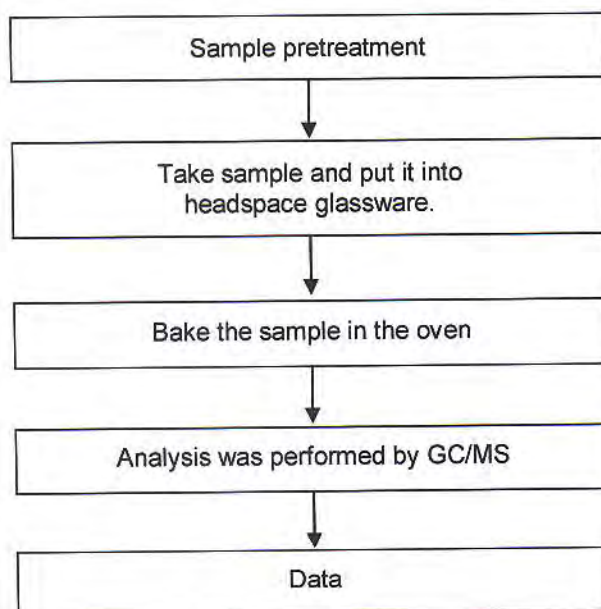 Sample pretreatment
Take sample and put it into
headspace glassware.
Bake the sample in the oven
Analysis was performed by GC/MS
Data